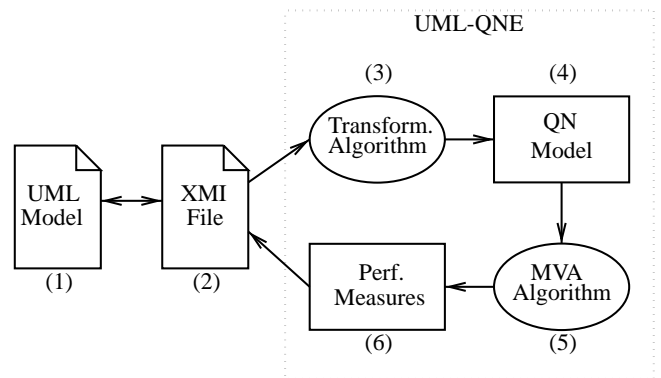 UML-QNE
(3)
(4)
Transform.
Algorithm
QN
Model
UML
Model
XMI
File
(1)
(2)
Perf.
Measures
MVA
Algorithm
(6)
(5)